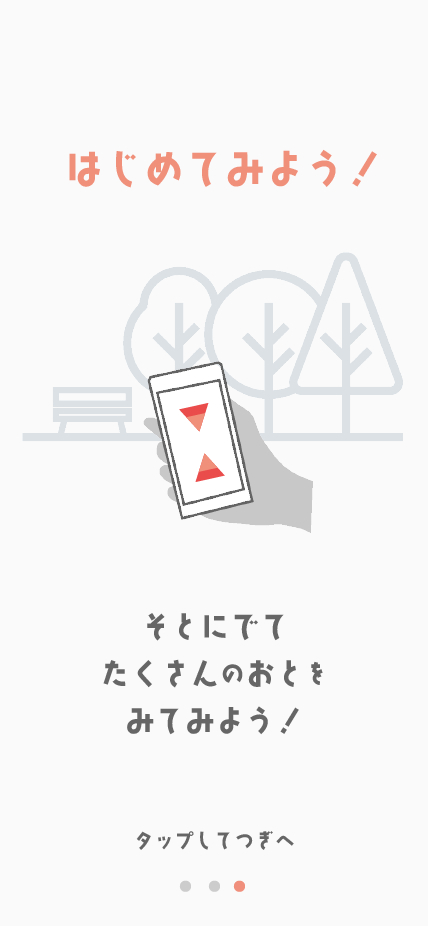 はじめてみよう！
そとにでて
たくさんのおとを
みてみよう！
タップしてつぎへ